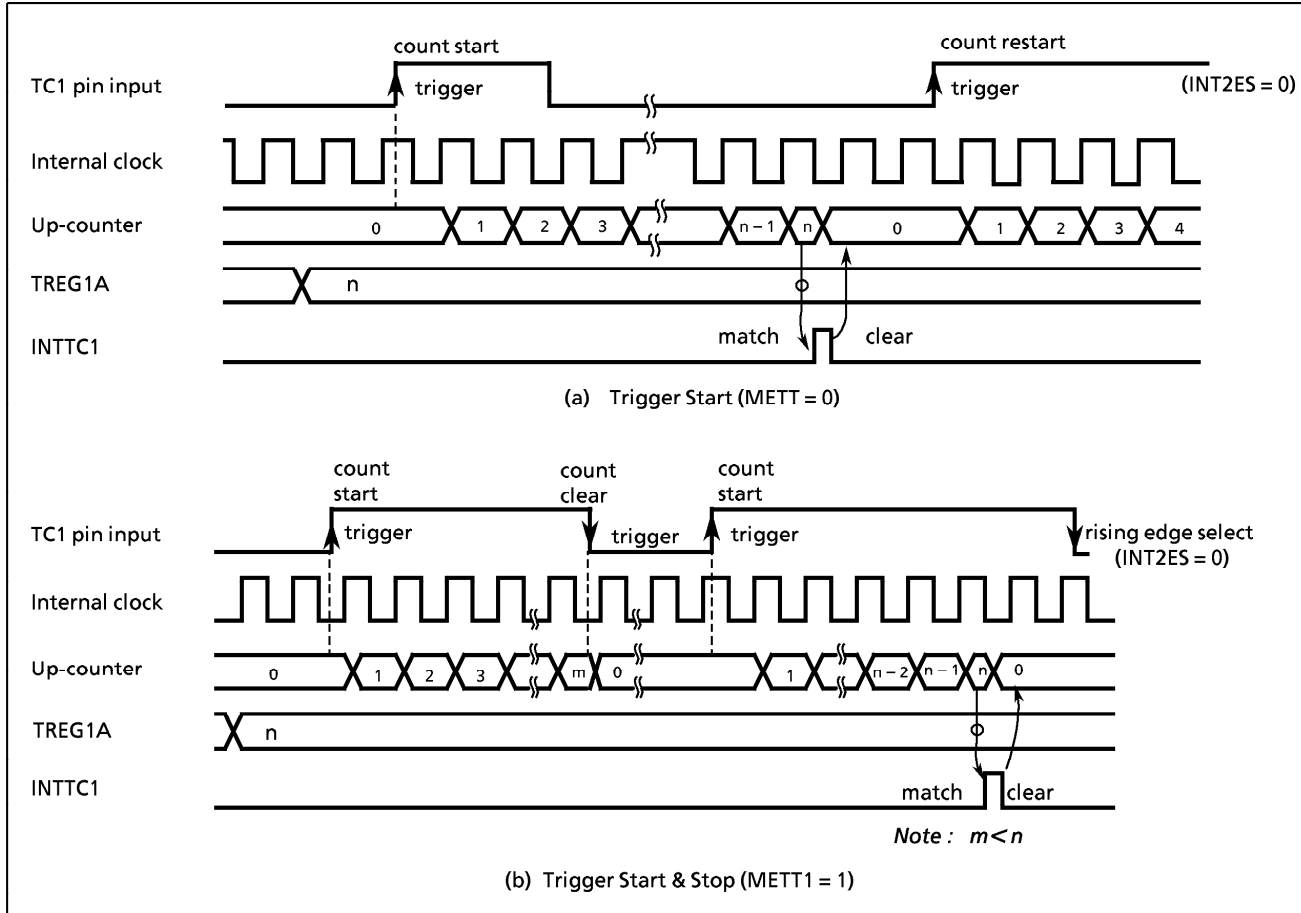 count start
count restart
TC1 pin input
trigger
trigger
(INT2ES = 0)
Internal clock
Up-counter
0 1 2 3 n – 1 n 0 1 2 3 4
TREG1A
n
INTTC1
match
clear
(a) Trigger Start (METT = 0)
count start
count clear
count start
TC1 pin input
trigger
trigger
trigger
rising edge select
(INT2ES = 0)
Internal clock
Up-counter
0 1 2 3 m 0 1 n – 2 n – 1 n 0
TREG1A
n
INTTC1
match
clear
Note : m < n
(b) Trigger Start & Stop (METT1 = 1)